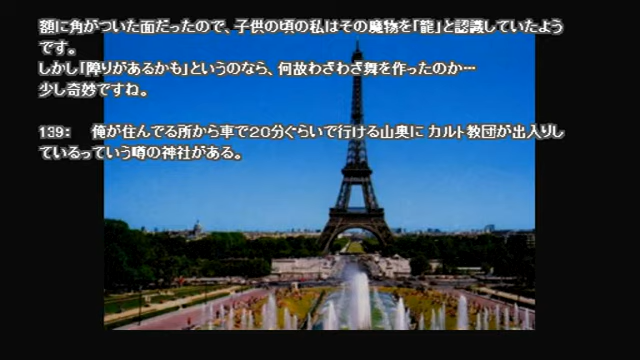 額に角がついた面だったので、子供の頃の私はその魔物を「龍」と認識していたよう
です。
しかし「障りがあるかも」というのなら、何故わざわざ舞を作ったのか…
少し奇妙ですね。
139:　俺が住んでる所から車で20分ぐらいで行ける山奥に カルト教団が出入りし
ているっていう噂の神社がある。